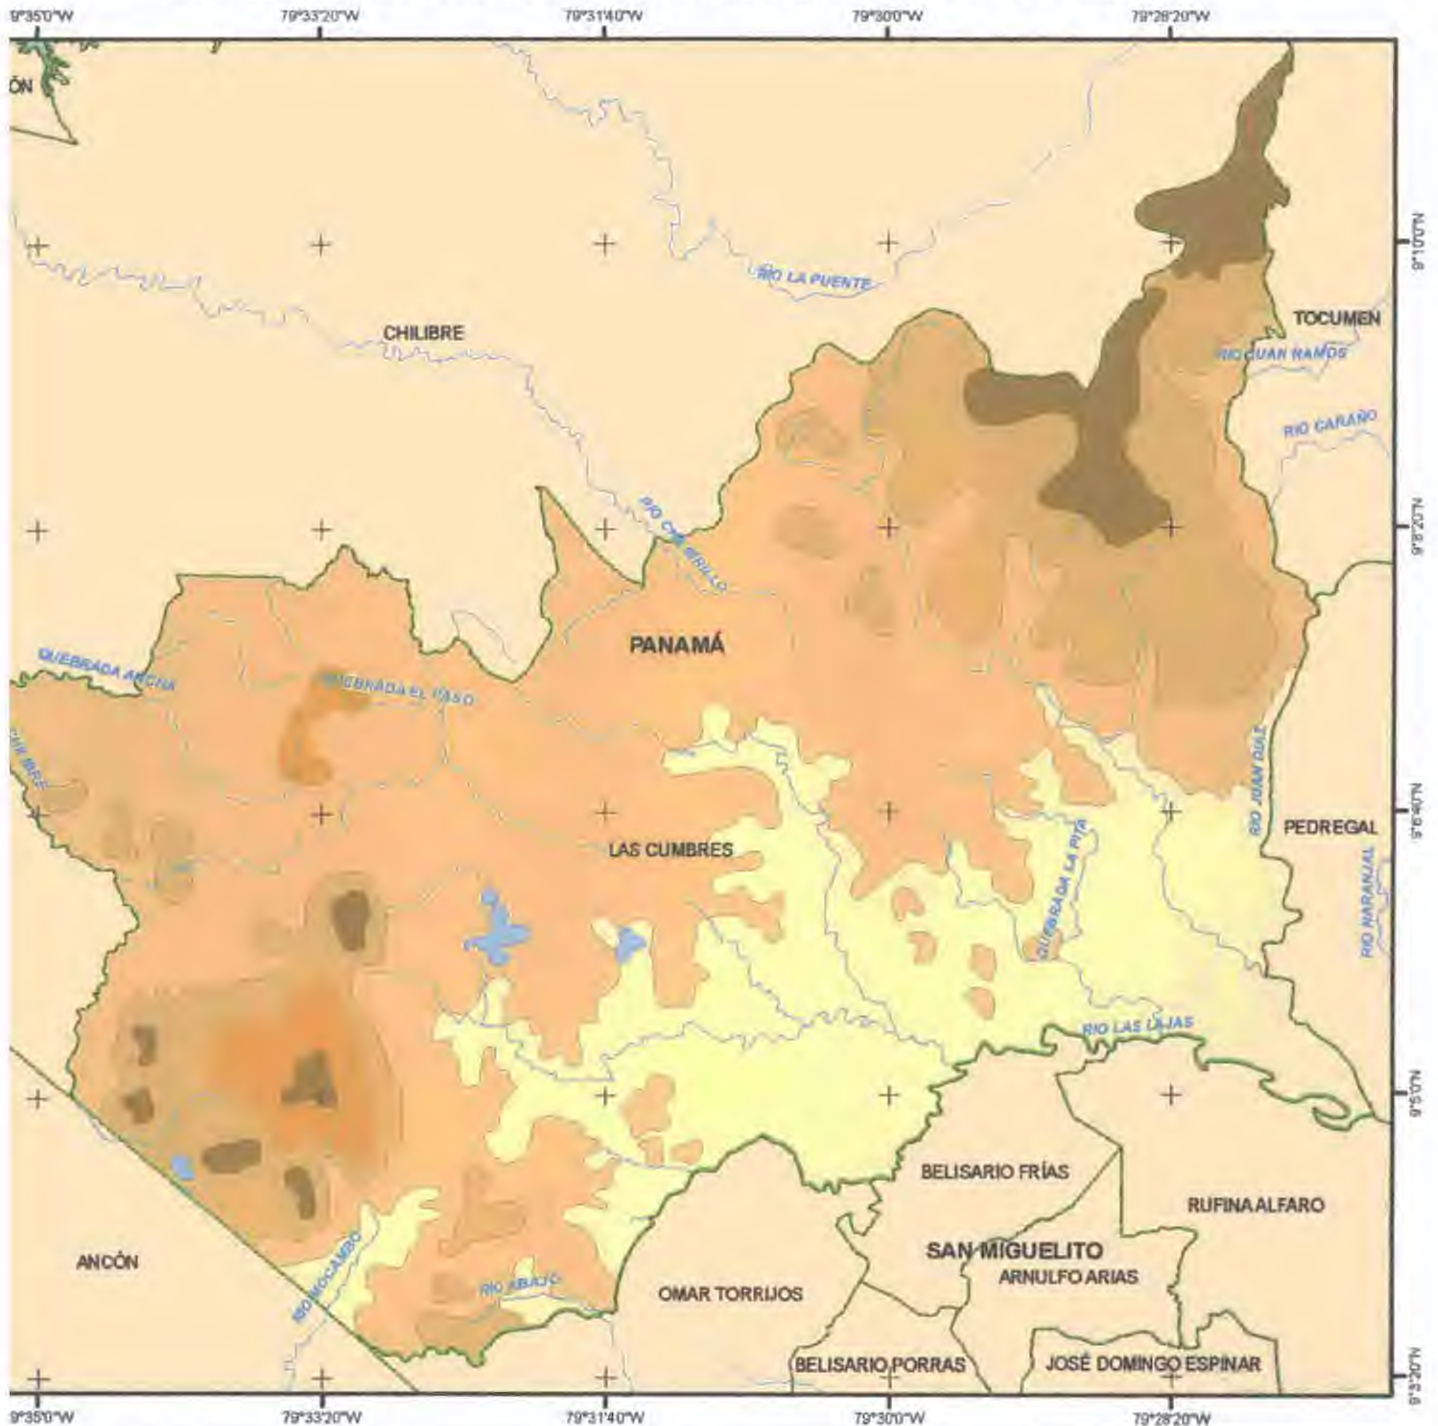 9°35'0"W 79°33'20"W 79°31'40"W 79°30'0"W 79°28'20"W
ÓN
9°10'0"N
RÍO LA PUENTE
TOCUMEN
CHILIBRE
RIO JUAN RAMOS
RIO CARAÑO
9°8'20"N
PANAMÁ
QUEBRADA ANCHA
QUEBRADA EL PASO
RIO JUAN DIAZ
9°6'40"N
PEDREGAL
LAS CUMBRES
QUEBRADA LA PITA
RIO NARANJAL
RIO LAS LAJAS
9°5'0"N
BELISARIO FRÍAS
RUFINA ALFARO
SAN MIGUELITO
ANCÓN
ARNULFO ARIAS
RIO MOCAMBO
RIO ABAJO
OMAR TORRIJOS
BELISARIO PORRAS
JOSÉ DOMINGO ESPINAR
9°3'20"N
9°35'0"W 79°33'20"W 79°31'40"W 79°30'0"W 79°28'20"W